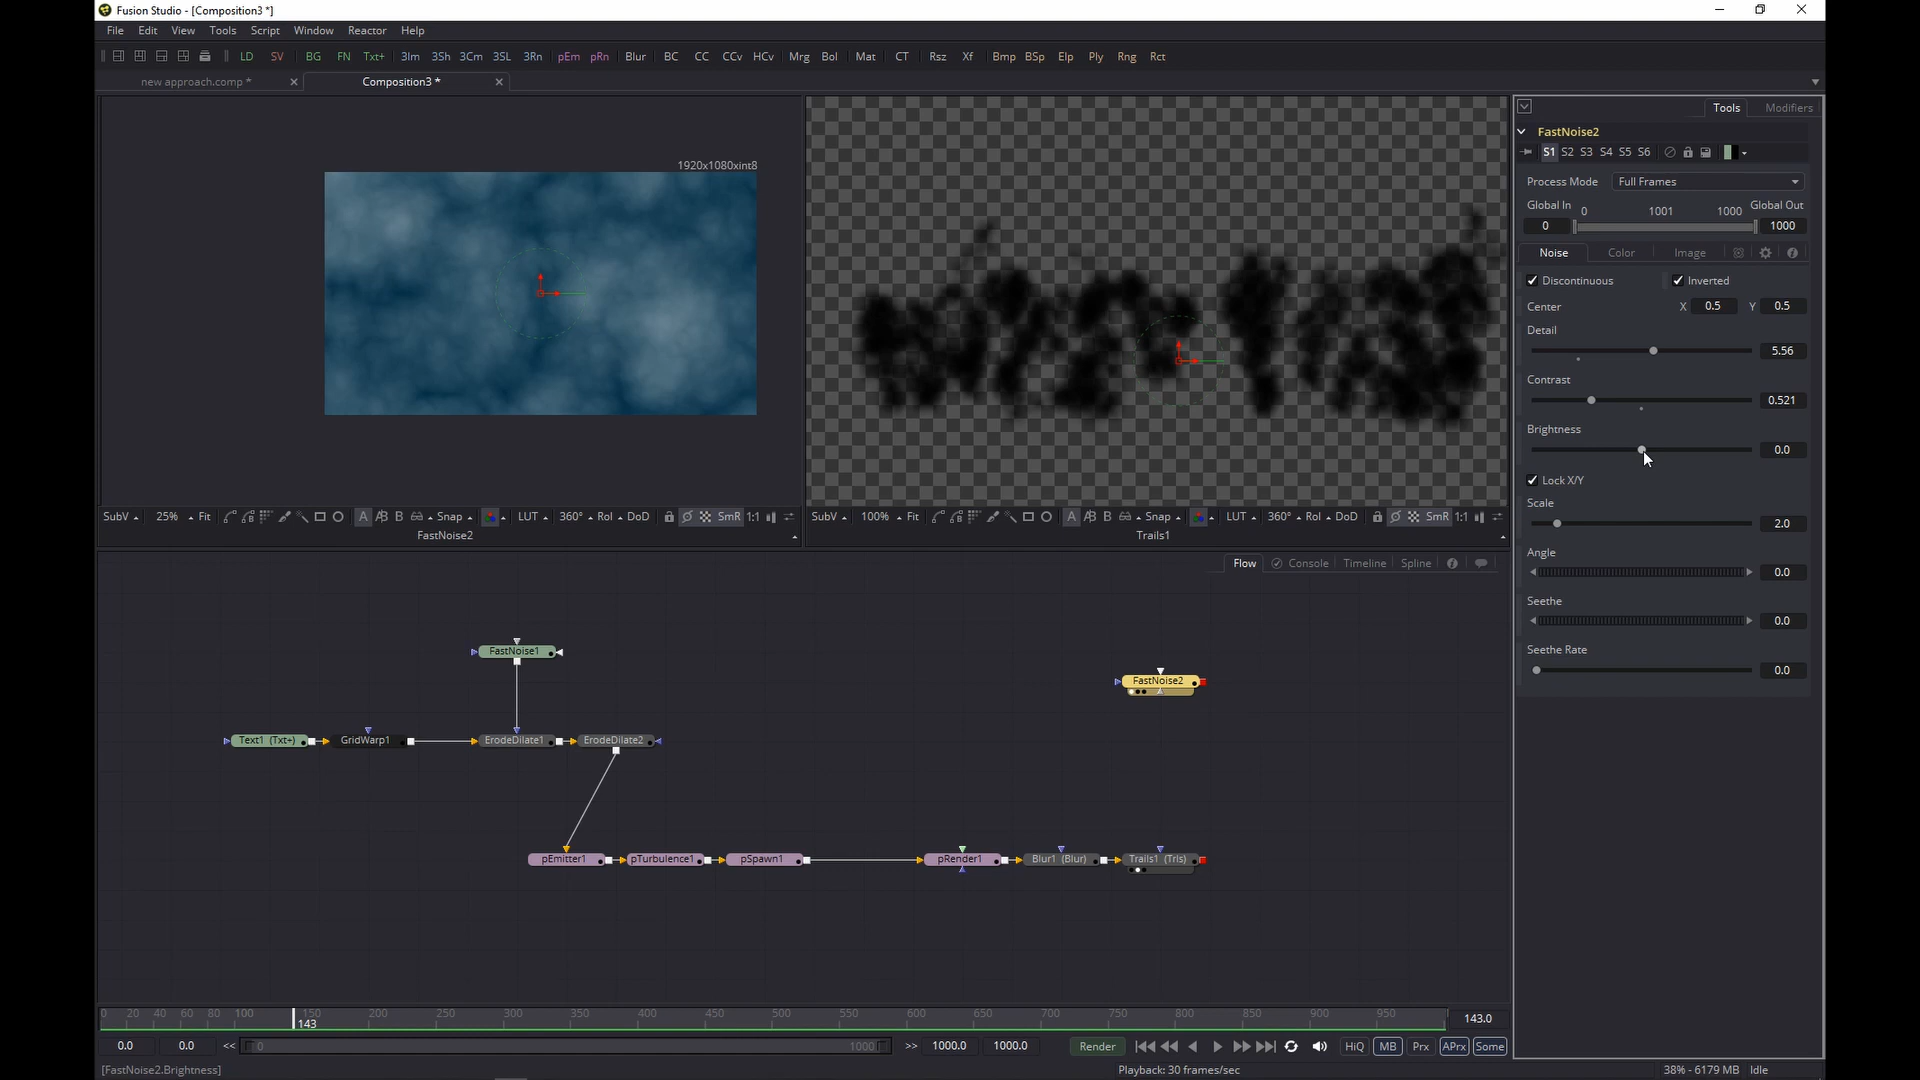 Fusion Studio - [Composition3 *]
File Edit View Tools Script Window Reactor Help
LD SV BG FN Txt+ 3Im 3Sh 3Cm 3SL 3Rn pEm pRn Blur BC CC CCv HCv Mrg Bol Mat CT Rsz Xf Bmp BSp Elp Ply Rng Rct
new approach.comp * Composition3 *
Tools Modifiers
FastNoise2
S1 S2 S3 S4 S5 S6
Process Mode Full Frames
Global In 0 1001 1000 Global Out
0 1000
Noise Color Image
Discontinuous Inverted
Center X 0.5 Y 0.5
Detail
5.56
Contrast
0.521
Brightness
0.0
Lock X/Y
Scale
2.0
Angle
0.0
Seethe
0.0
Seethe Rate
0.0
1920x1080xint8
SubV 25% Fit A B Snap LUT 360° RoI DoD SmR 1:1
FastNoise2
SubV 100% Fit A B Snap LUT 360° RoI DoD SmR 1:1
Trails1
Flow Console Timeline Spline
FastNoise1
FastNoise2
Text1 (Txt+) GridWarp1 ErodeDilate1 ErodeDilate2
pEmitter1 pTurbulence1 pSpawn1 pRender1 Blur1 (Blur) Trails1 (Trls)
0 20 40 60 80 100 150 200 250 300 350 400 450 500 550 600 650 700 750 800 850 900 950
143 143.0
0.0 0.0 << 0 1000 >> 1000.0 1000.0 Render HiQ MB Prx APrx Some
[FastNoise2.Brightness] Playback: 30 frames/sec 38% - 6179 MB Idle